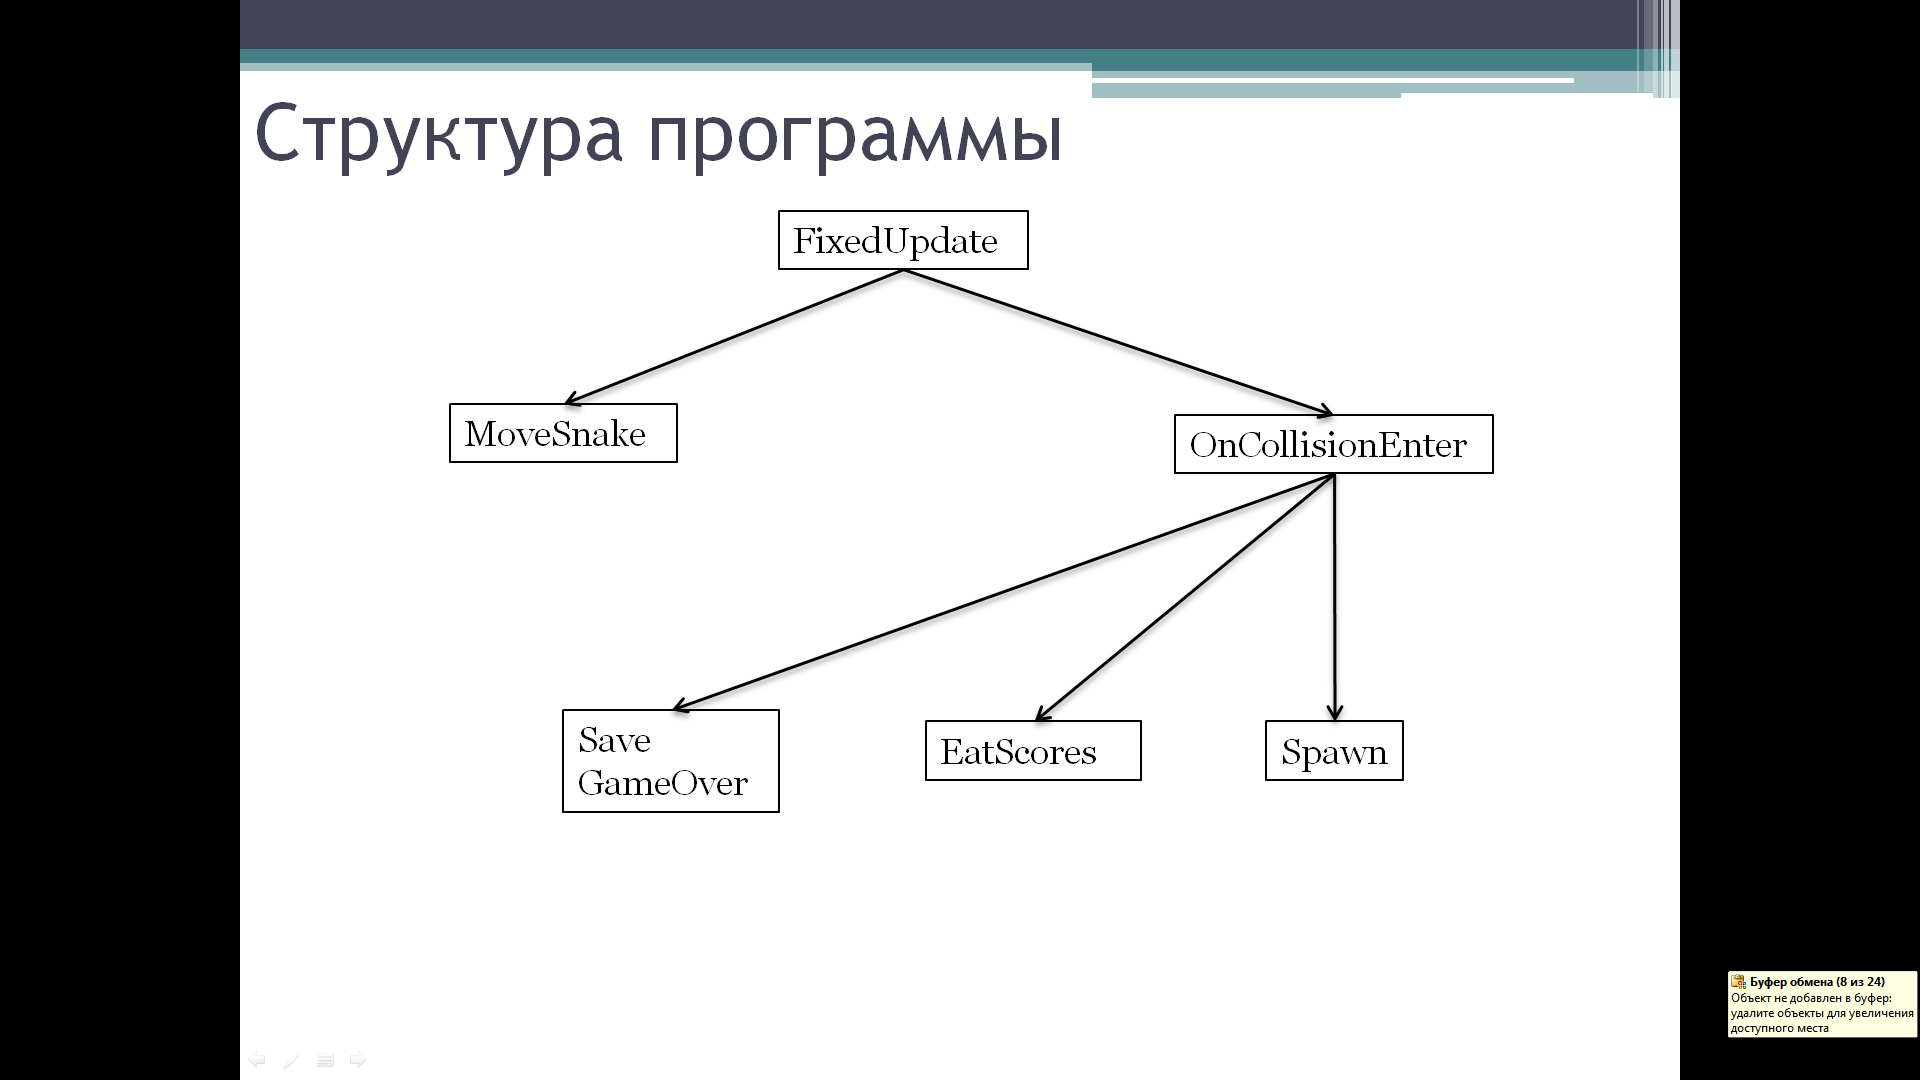 Структура программы
FixedUpdate
MoveSnake
OnCollisionEnter
Save
GameOver
EatScores
Spawn
Буфер обмена (8 из 24)
Объект не добавлен в буфер:
удалите объекты для увеличения
доступного места